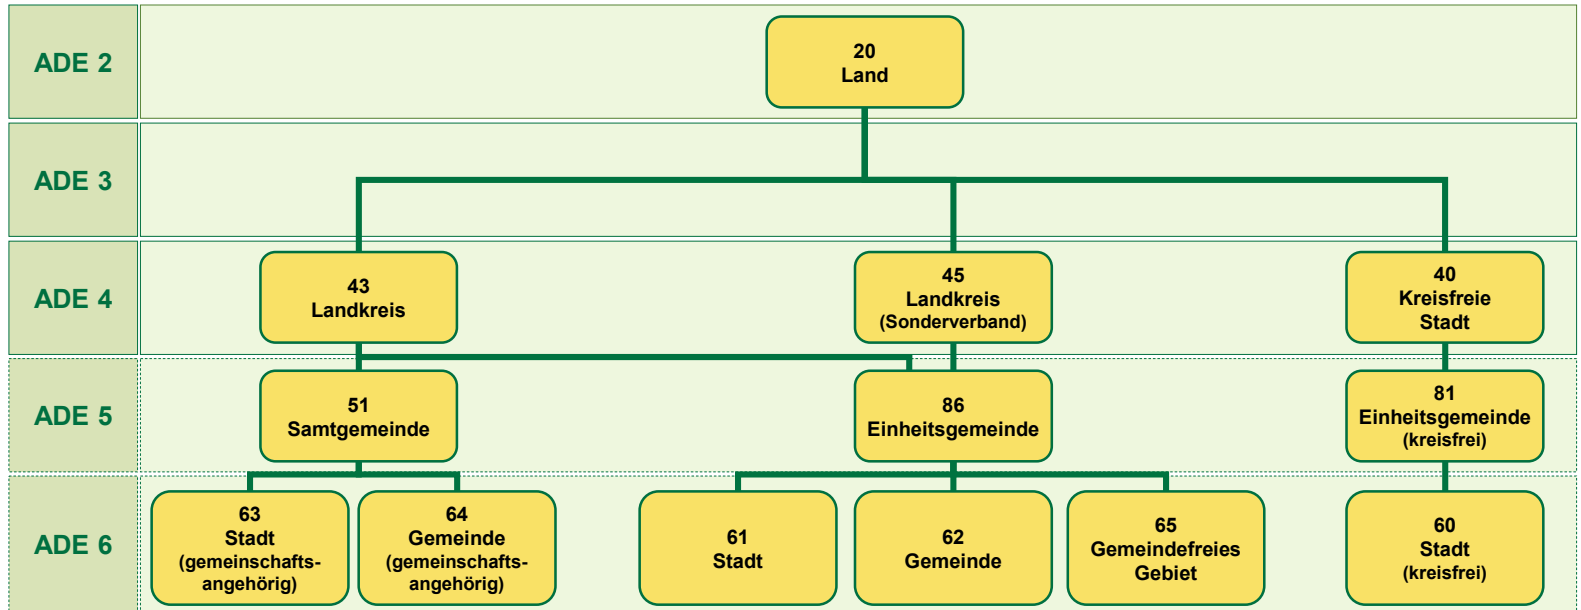 ADE 2
20
Land
ADE 3
ADE 4
43
Landkreis
45
Landkreis
(Sonderverband)
40
Kreisfreie
Stadt
ADE 5
51
Samtgemeinde
86
Einheitsgemeinde
81
Einheitsgemeinde
(kreisfrei)
ADE 6
63
Stadt
(gemeinschafts-
angehörig)
64
Gemeinde
(gemeinschafts-
angehörig)
61
Stadt
62
Gemeinde
65
Gemeindefreies
Gebiet
60
Stadt
(kreisfrei)